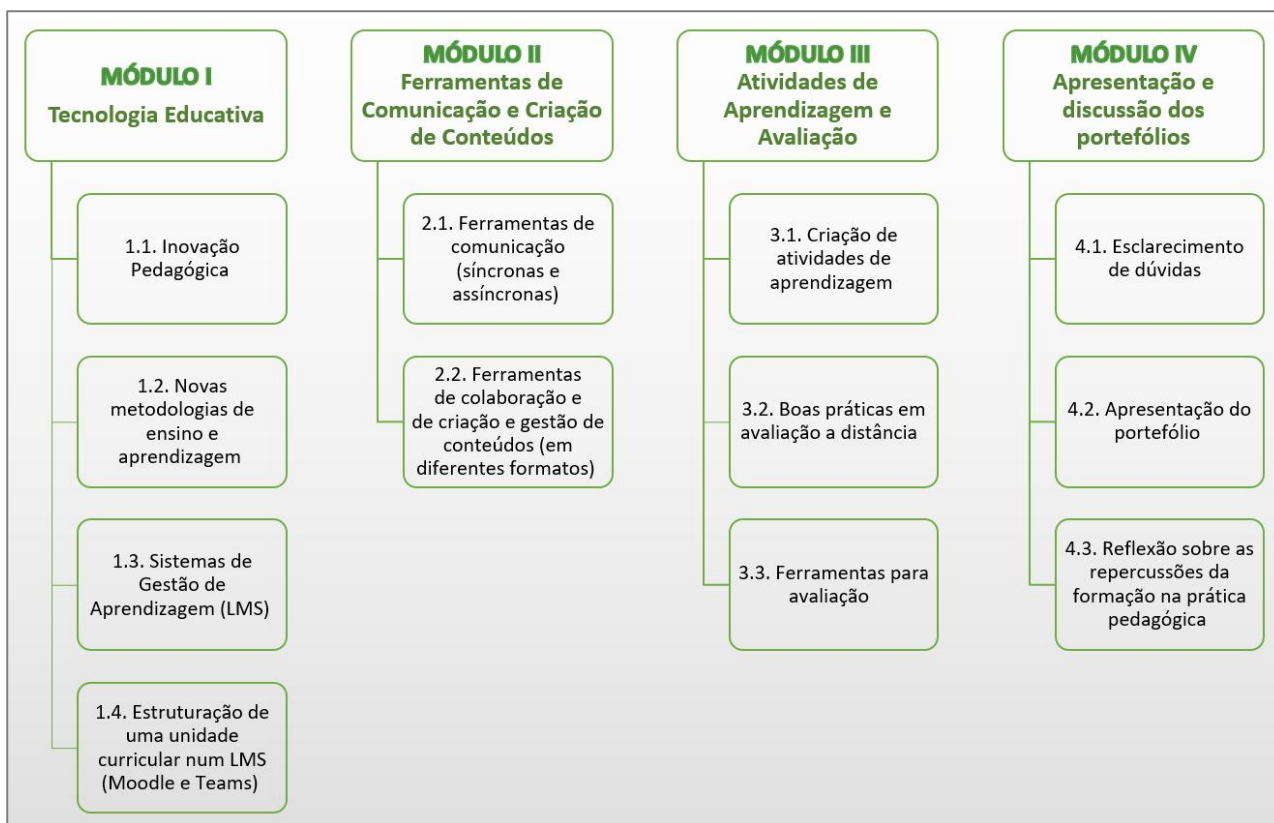 MÓDULO I
Tecnologia Educativa
1.1. Inovação
Pedagógica
1.2. Novas
metodologias de
ensino e
aprendizagem
1.3. Sistemas de
Gestão de
Aprendizagem (LMS)
1.4. Estruturação de
uma unidade
curricular num LMS
(Moodle e Teams)
MÓDULO II
Ferramentas de
Comunicação e Criação
de Conteúdos
2.1. Ferramentas de
comunicação
(síncronas e
assíncronas)
2.2. Ferramentas
de colaboração e
de criação e gestão de
conteúdos (em
diferentes formatos)
MÓDULO III
Atividades de
Aprendizagem e
Avaliação
3.1. Criação de
atividades de
aprendizagem
3.2. Boas práticas em
avaliação a distância
3.3. Ferramentas para
avaliação
MÓDULO IV
Apresentação e
discussão dos
portefólios
4.1. Esclarecimento
de dúvidas
4.2. Apresentação do
portefólio
4.3. Reflexão sobre as
repercussões da
formação na prática
pedagógica